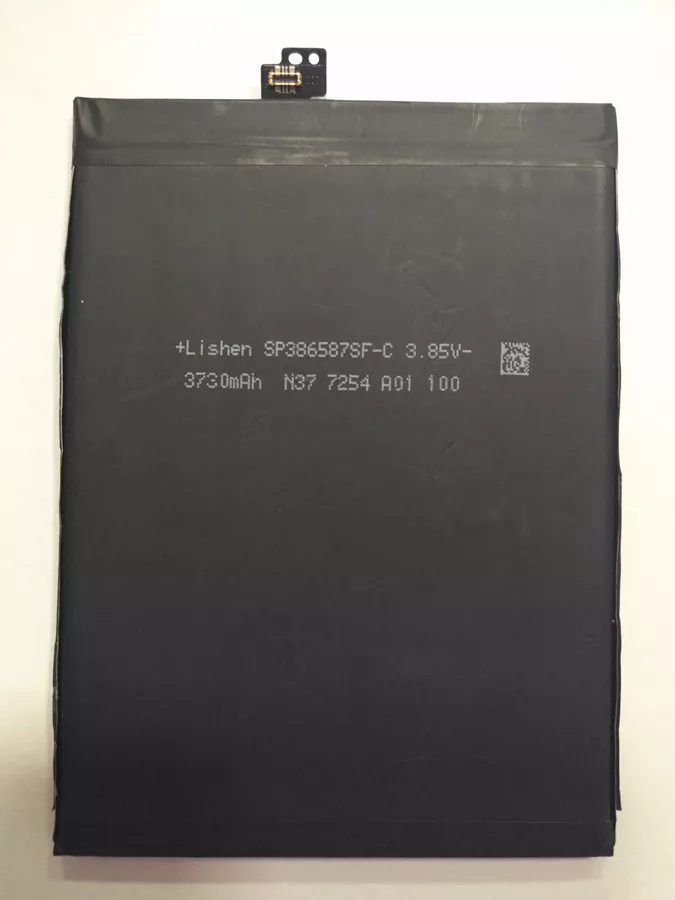 +Lishen SP386587SF-C 3.85V-
3730mAh N37 7254 A01 100